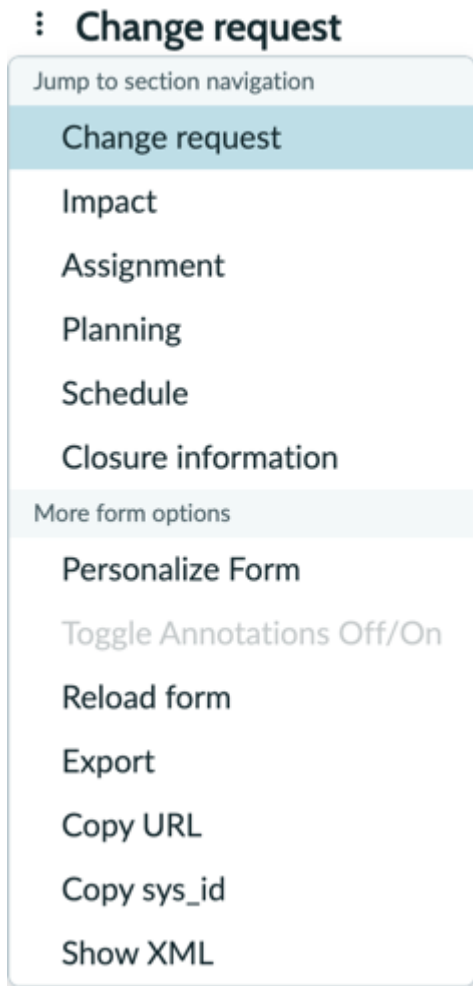 Change request
Jump to section navigation
Change request
Impact
Assignment
Planning
Schedule
Closure information
More form options
Personalize Form
Toggle Annotations Off/On
Reload form
Export
Copy URL
Copy sys_id
Show XML